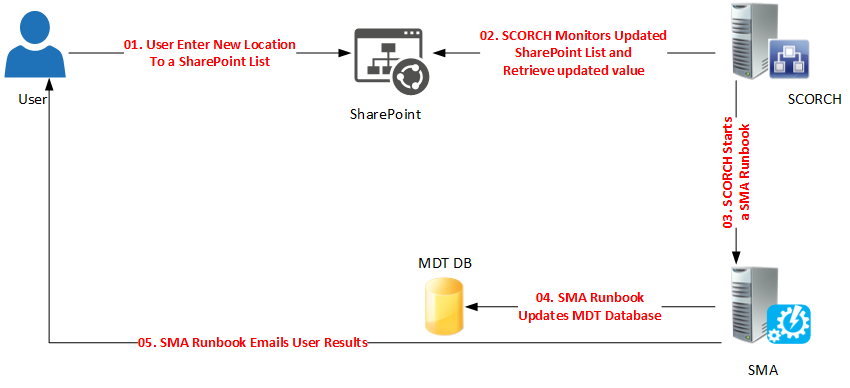 01. User Enter New Location
To a SharePoint List
02. SCORCH Monitors Updated
SharePoint List and
Retrieve updated value
User
SharePoint
SCORCH
03. SCORCH Starts
a SMA Runbook
MDT DB
04. SMA Runbook
Updates MDT Database
05. SMA Runbook Emails User Results
SMA